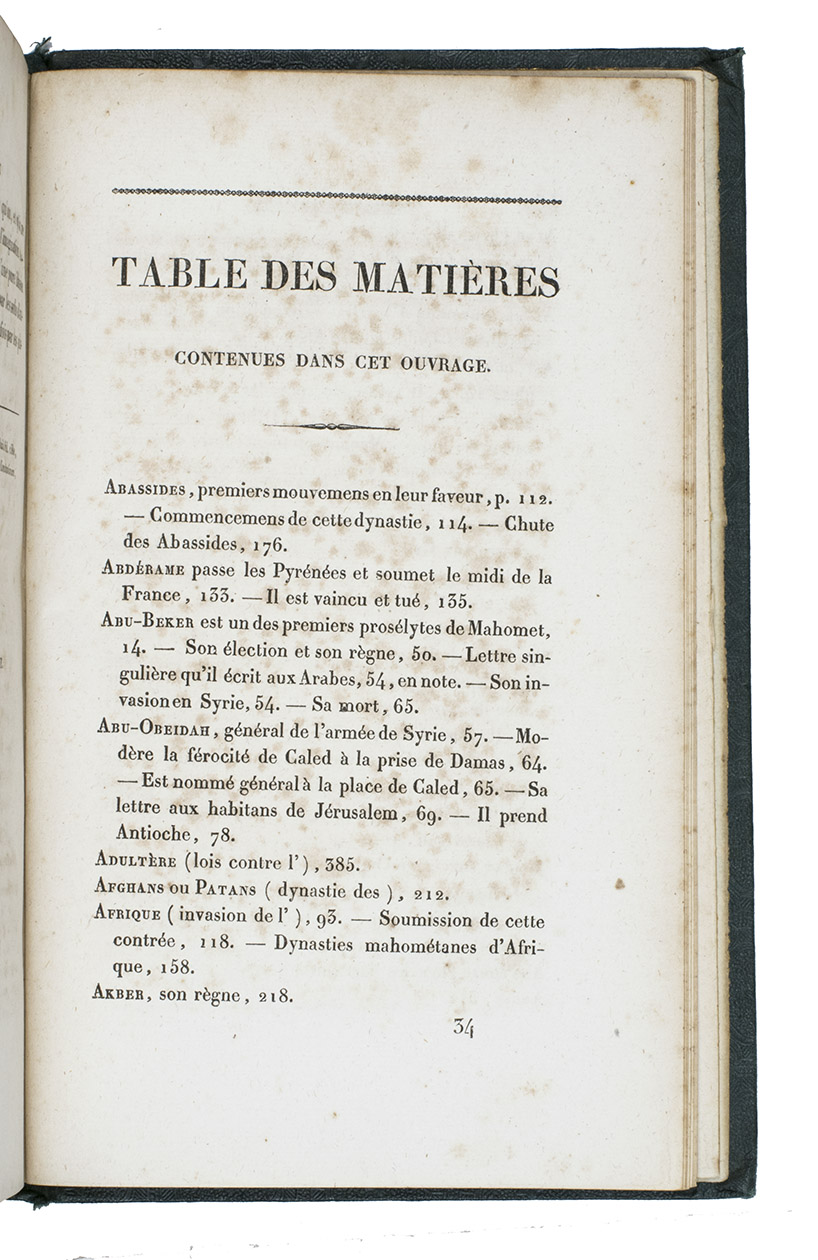 TABLE DES MATIÈRES
CONTENUES DANS CET OUVRAGE.
ABASSIDES, premiers mouvemens en leur faveur, p. 112.
— Commencemens de cette dynastie, 114. — Chute
des Abassides, 176.
ABDÉRAME passe les Pyrénées et soumet le midi de la
France, 133. — Il est vaincu et tué, 135.
ABU-BEKER est un des premiers prosélytes de Mahomet,
14. — Son élection et son règne, 50. — Lettre sin-
gulière qu'il écrit aux Arabes, 54, en note. — Son in-
vasion en Syrie, 54. — Sa mort, 65.
ABU-OBEIDAH, général de l'armée de Syrie, 57. — Mo-
dère la férocité de Caled à la prise de Damas, 64.
— Est nommé général à la place de Caled, 65. — Sa
lettre aux habitans de Jérusalem, 69. — Il prend
Antioche, 78.
ADULTÈRE (lois contre l'), 385.
AFGHANS OU PATANS ( dynastie des ), 212.
AFRIQUE ( invasion de l' ), 93. — Soumission de cette
contrée, 118. — Dynasties mahométanes d'Afri-
que, 158.
AKBER, son règne, 218.
34